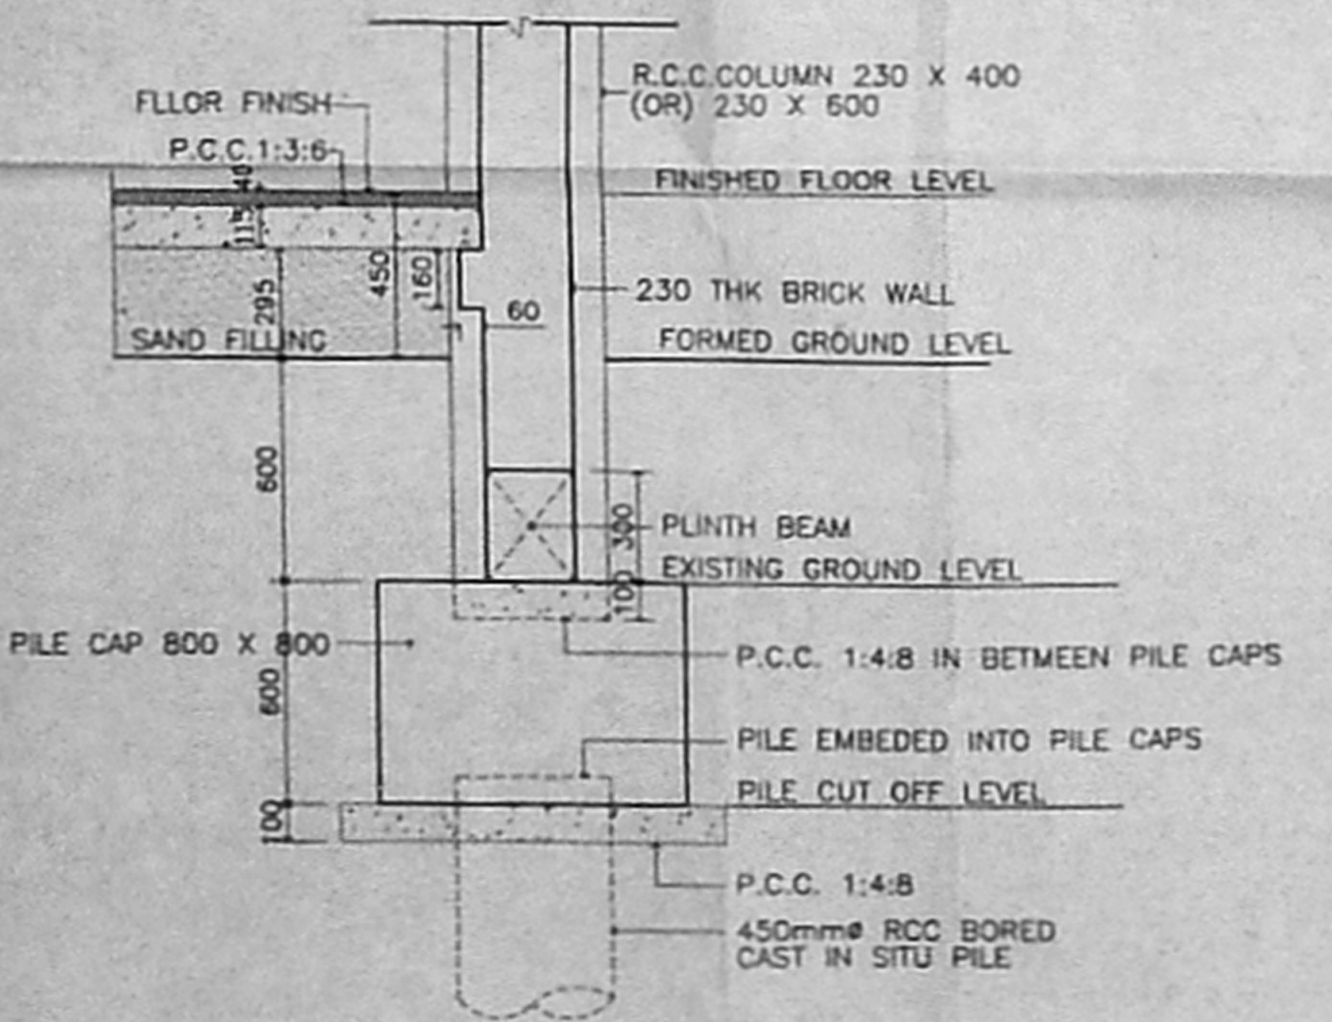 R.C.C.COLUMN 230 X 400
(OR) 230 X 600
FLLOR FINISH
P.C.C.1:3:6
FINISHED FLOOR LEVEL
40
115
295
450
160
60
230 THK BRICK WALL
SAND FILLING
FORMED GROUND LEVEL
600
300
PLINTH BEAM
EXISTING GROUND LEVEL
100
PILE CAP 800 X 800
P.C.C. 1:4:8 IN BETMEEN PILE CAPS
600
PILE EMBEDED INTO PILE CAPS
PILE CUT OFF LEVEL
100
P.C.C. 1:4:8
450mmø RCC BORED
CAST IN SITU PILE